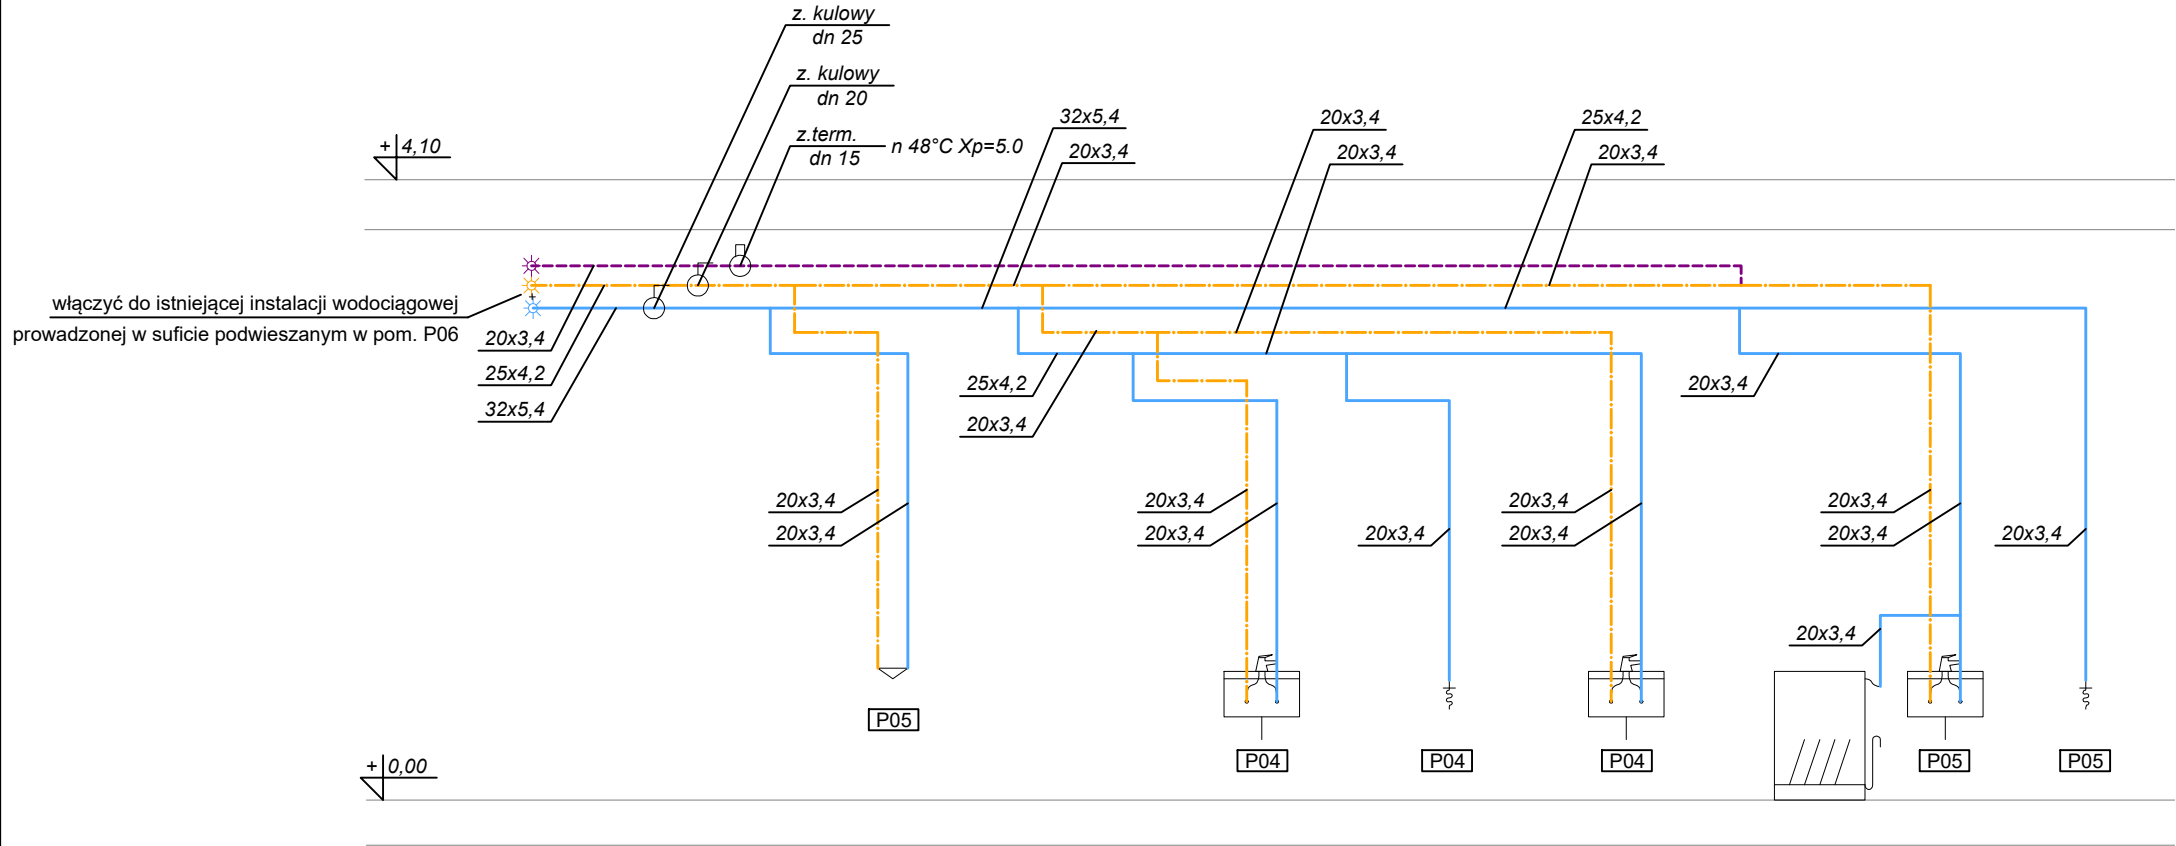 z. kulowy
dn 25
z. kulowy
dn 20
z.term.
dn 15
n 48°C Xp=5.0
+ 4,10
32x5,4
20x3,4
20x3,4
20x3,4
25x4,2
20x3,4
włączyć do istniejącej instalacji wodociągowej
prowadzonej w suficie podwieszanym w pom. P06
+
20x3,4
25x4,2
32x5,4
25x4,2
20x3,4
20x3,4
20x3,4
20x3,4
20x3,4
20x3,4
20x3,4
20x3,4
20x3,4
20x3,4
20x3,4
20x3,4
20x3,4
P05
P04
P04
P04
P05
P05
+ 0,00